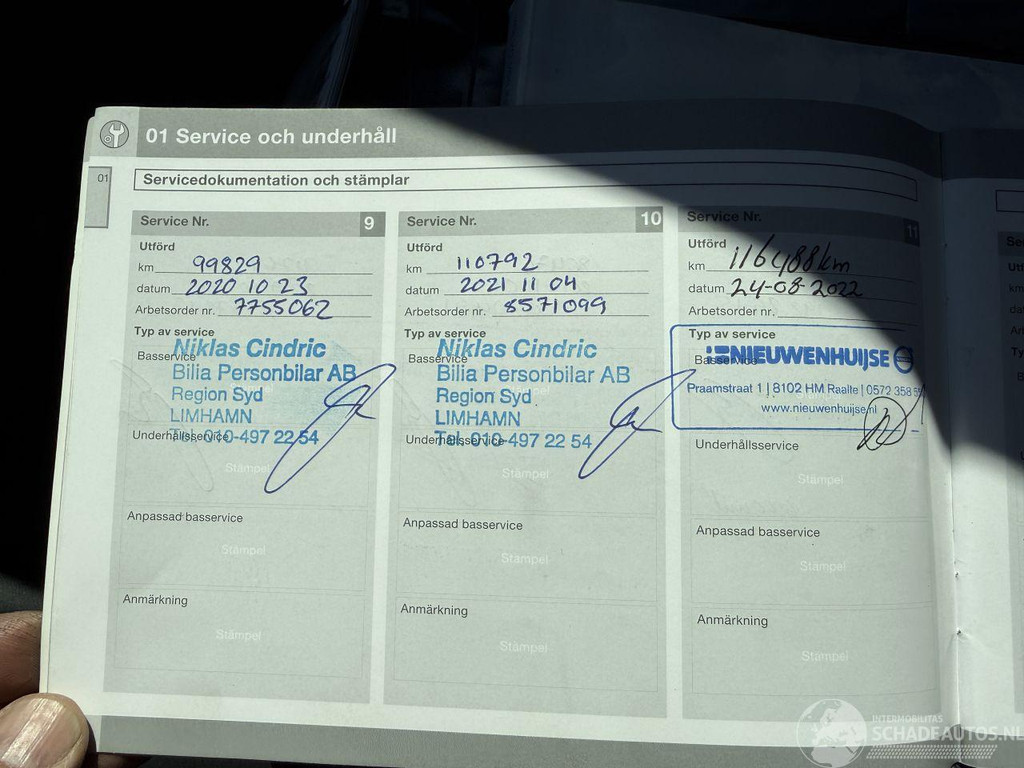 01 Service och underhåll
01
Servicedokumentation och stämplar
Service Nr. 9
Utförd
km 99829
datum 2020 10 23
Arbetsorder nr. 7755062
Typ av service
Basservice
Niklas Cindric
Bilia Personbilar AB
Region Syd
LIMHAMN
Tel. 010-497 22 54
Underhållsservice
Stämpel
Anpassad basservice
Stämpel
Anmärkning
Stämpel
Service Nr. 10
Utförd
km 110792
datum 2021 11 04
Arbetsorder nr. 8571099
Typ av service
Basservice
Niklas Cindric
Bilia Personbilar AB
Region Syd
LIMHAMN
Tel. 010-497 22 54
Underhållsservice
Stämpel
Anpassad basservice
Stämpel
Anmärkning
Stämpel
Service Nr. 11
Utförd
km 116488km
datum 24-08-2022
Arbetsorder nr.
Typ av service
Basservice
NIEUWENHUIJSE
Praamstraat 1 | 8102 HM Raalte | 0572 358
www.nieuwenhuijse.nl
Underhållsservice
Stämpel
Anpassad basservice
Stämpel
Anmärkning
Stämpel
INTERMOBILITAS
SCHADEAUTOS.NL